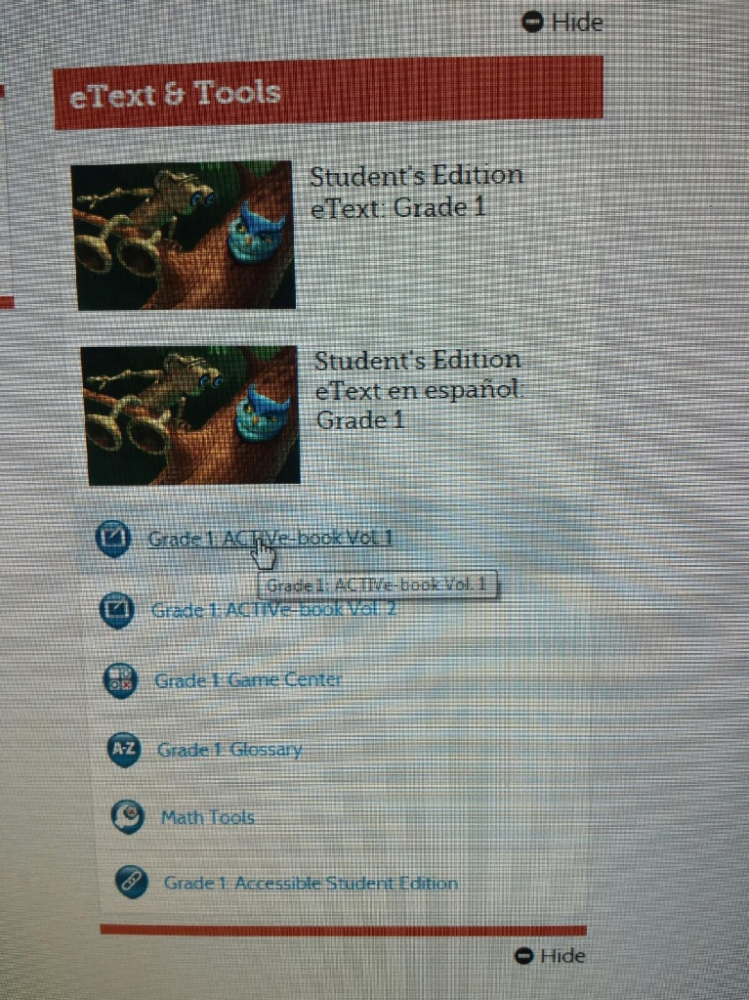 Hide
eText & Tools
Student's Edition
eText: Grade 1
Student's Edition
eText en español:
Grade 1
Grade 1: ACTIVe-book Vol. 1
Grade 1: ACTIVe-book Vol. 1
Grade 1: ACTIVe-book Vol. 2
Grade 1: Game Center
A-Z
Grade 1: Glossary
Math Tools
Grade 1: Accessible Student Edition
Hide